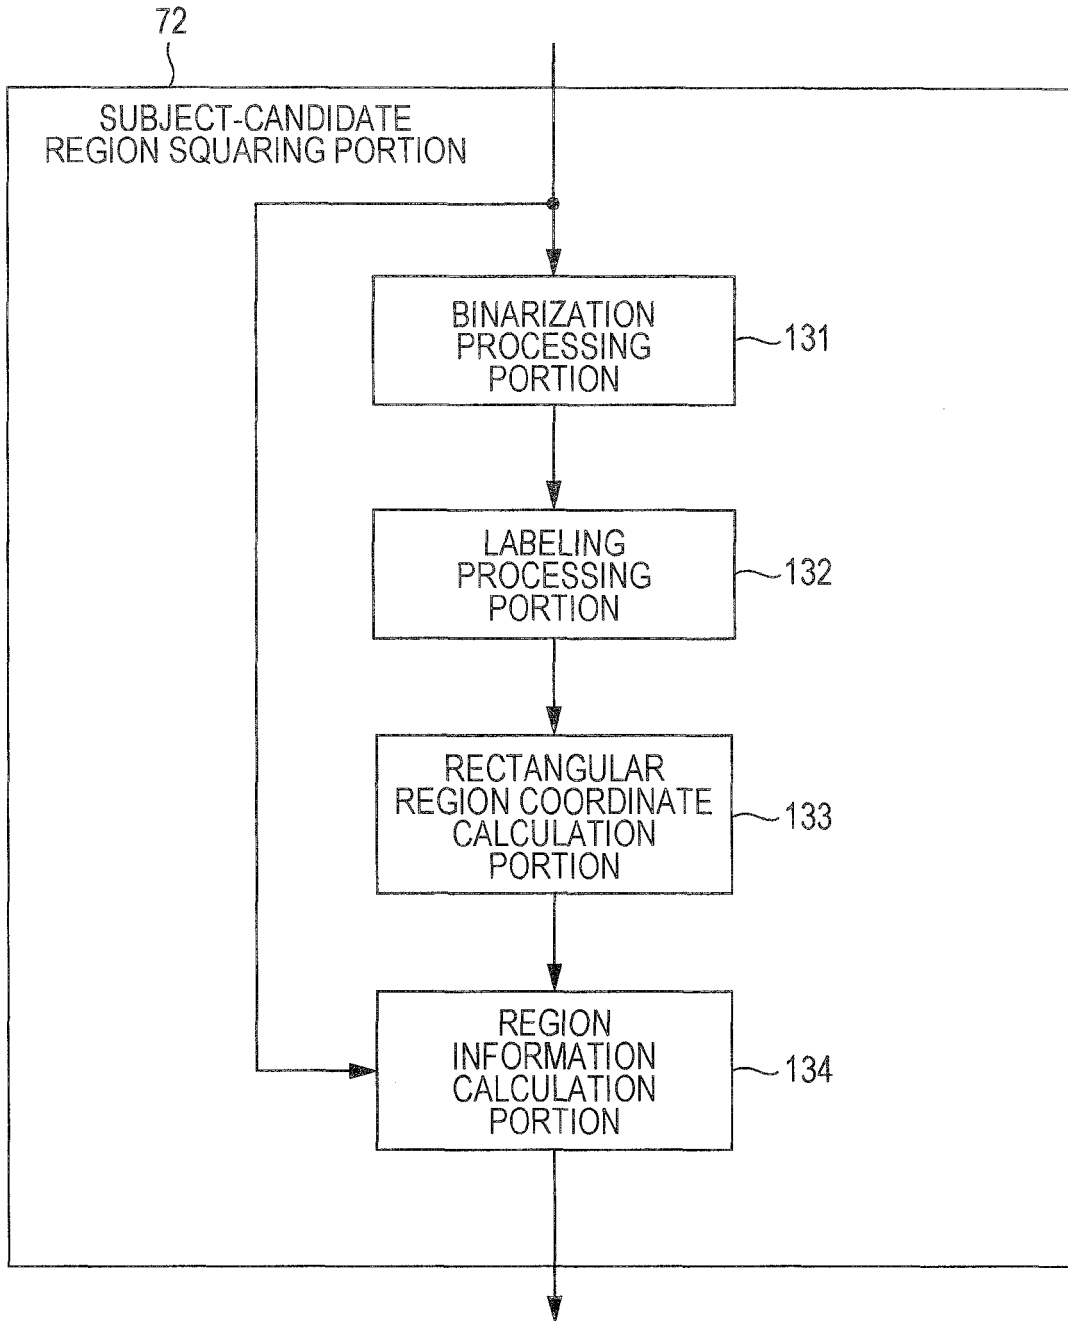 72
SUBJECT-CANDIDATE
REGION SQUARING PORTION
BINARIZATION
PROCESSING
PORTION
131
LABELING
PROCESSING
PORTION
132
RECTANGULAR
REGION COORDINATE
CALCULATION
PORTION
133
REGION
INFORMATION
CALCULATION
PORTION
134